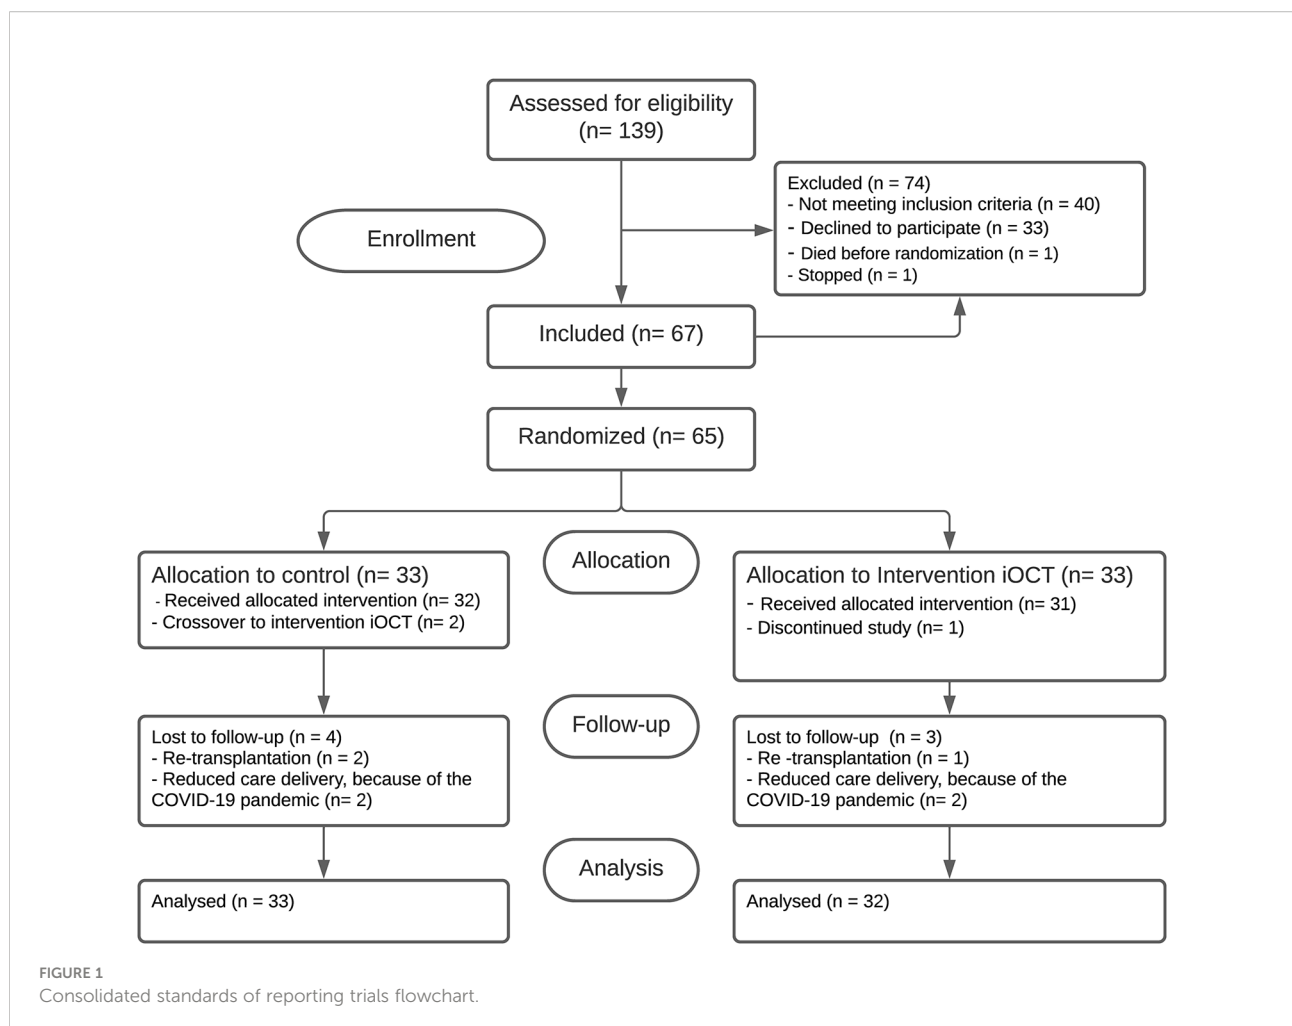 Assessed for eligibility
(n= 139)
Excluded (n = 74)
- Not meeting inclusion criteria (n = 40)
- Declined to participate (n = 33)
- Died before randomization (n = 1)
- Stopped (n = 1)
Enrollment
Included (n= 67)
Randomized (n= 65)
Allocation
Allocation to control (n= 33)
- Received allocated intervention (n= 32)
- Crossover to intervention iOCT (n= 2)
Allocation to Intervention iOCT (n= 33)
- Received allocated intervention (n= 31)
- Discontinued study (n= 1)
Follow-up
Lost to follow-up (n = 4)
- Re-transplantation (n = 2)
- Reduced care delivery, because of the
COVID-19 pandemic (n= 2)
Lost to follow-up (n = 3)
- Re -transplantation (n = 1)
- Reduced care delivery, because of the
COVID-19 pandemic (n= 2)
Analysis
Analysed (n = 33)
Analysed (n = 32)
FIGURE 1
Consolidated standards of reporting trials flowchart.